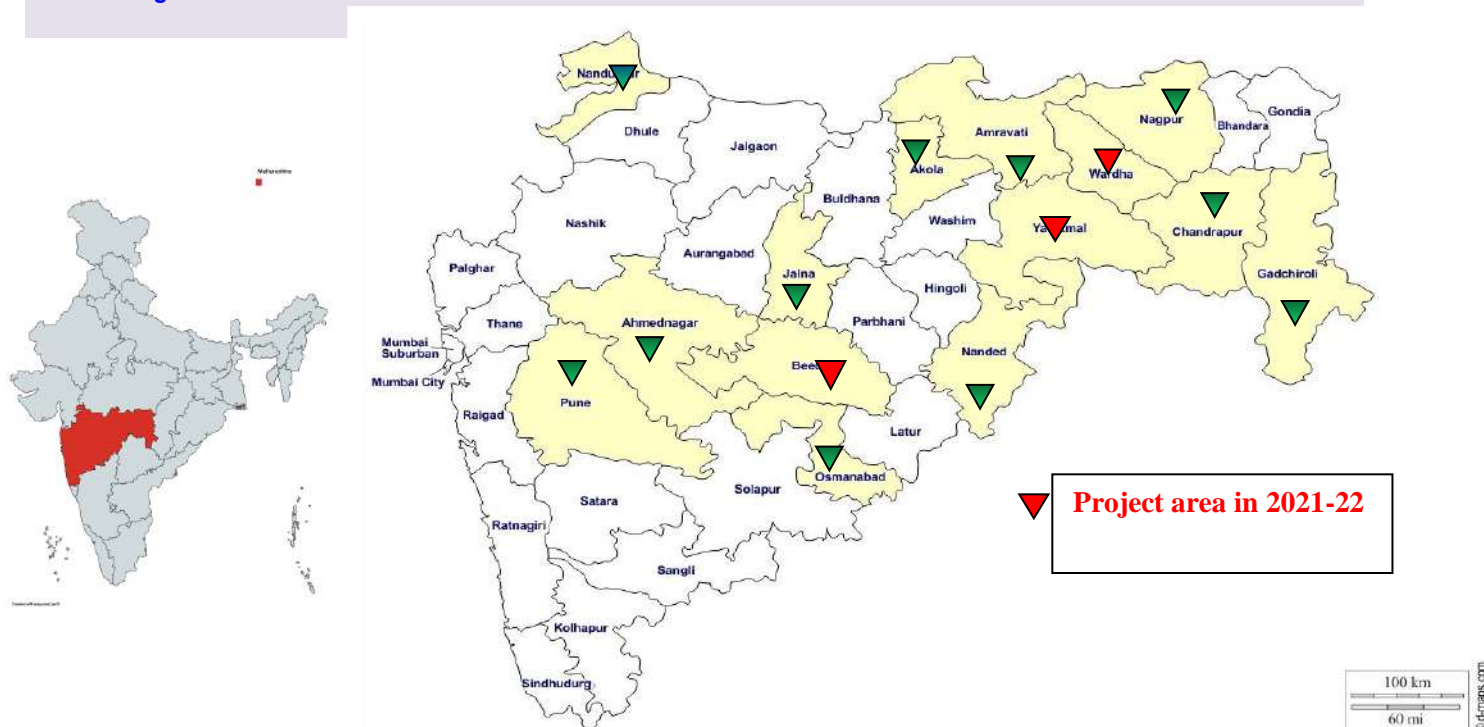 Maharashtra
Nandurbar
Dhule
Jalgaon
Nashik
Buldhana
Akola
Amravati
Wardha
Nagpur
Bhandara
Gondia
Washim
Chandrapur
Gadchiroli
Aurangabad
Jalna
Hingoli
Parbhani
Nanded
Palghar
Thane
Mumbai
Suburban
Mumbai City
Ahmednagar
Pune
Raigad
Latur
Osmanabad
Solapur
Satara
Ratnagiri
Sangli
Kolhapur
Sindhudurg
Project area in 2021-22
100 km
60 mi